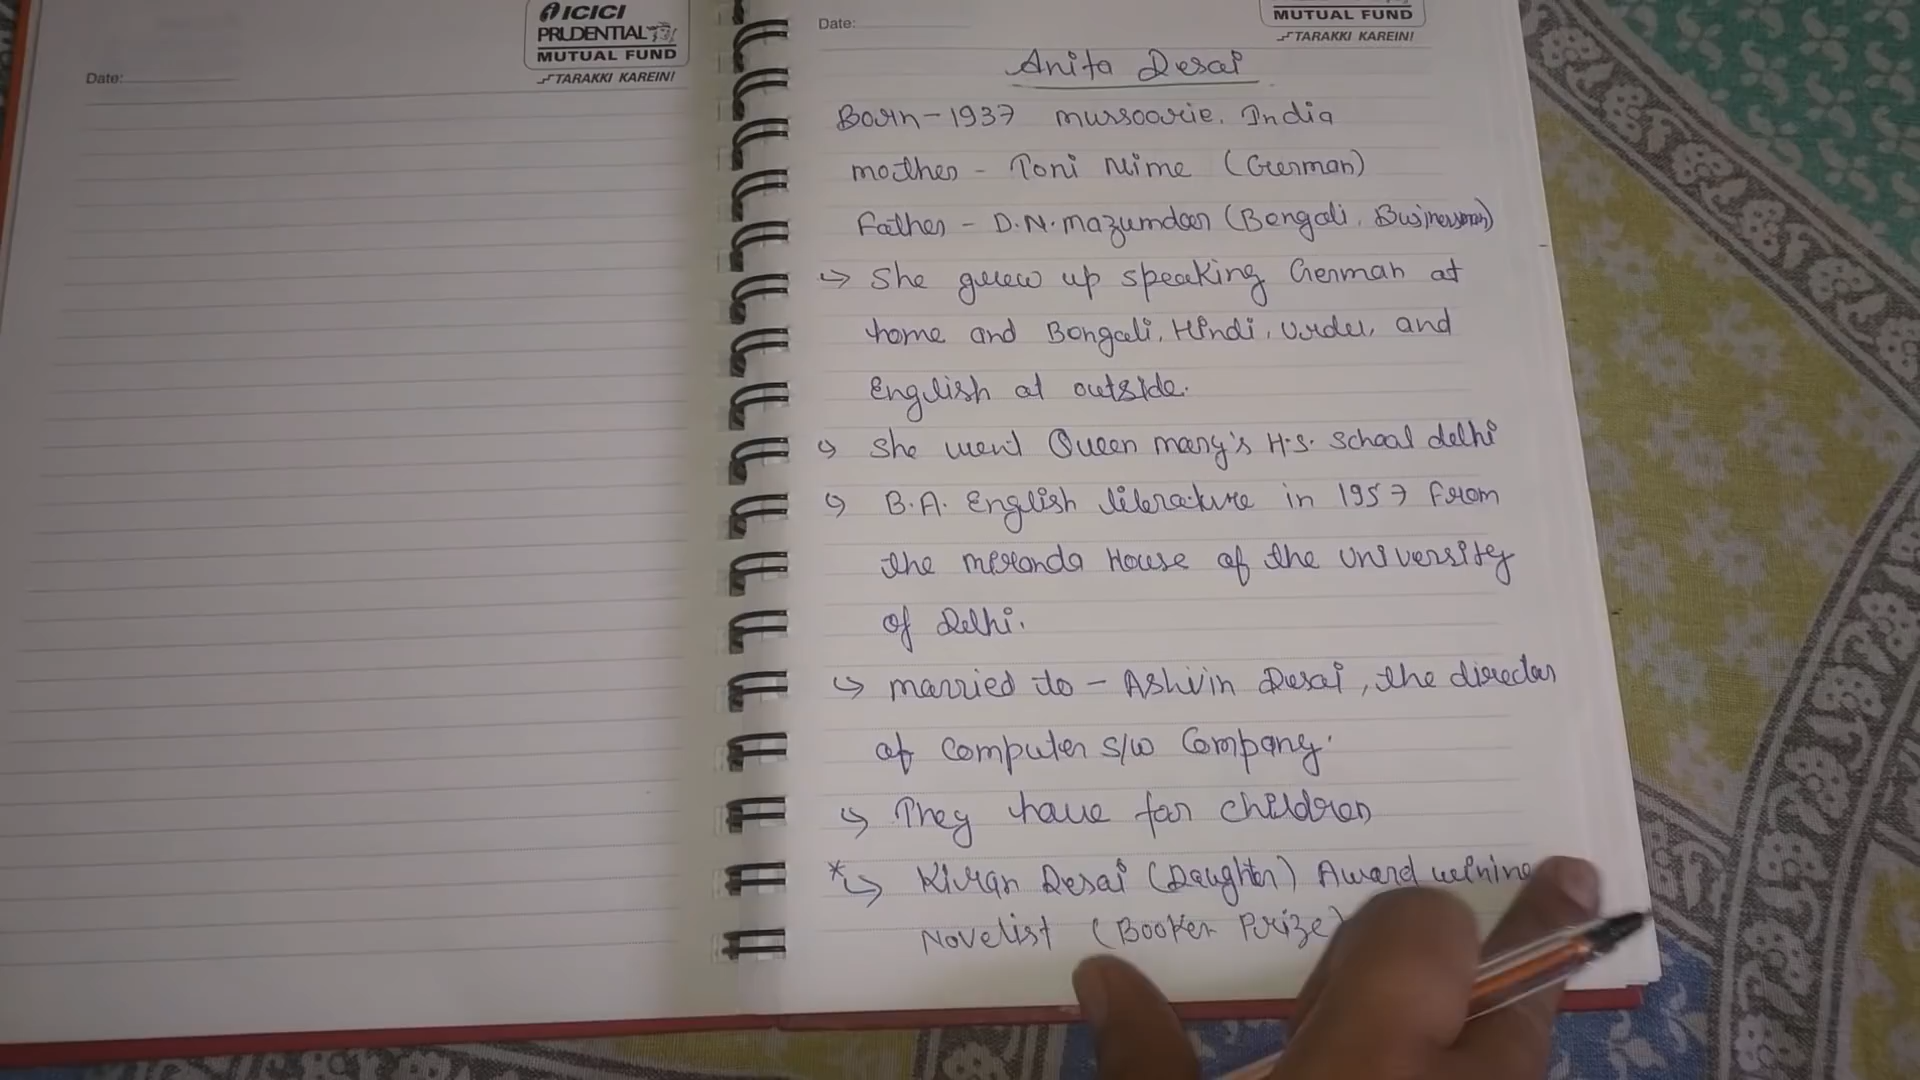 ICICI
PRUDENTIAL
MUTUAL FUND
TARAKKI KAREIN!
Date:
MUTUAL FUND
TARAKKI KAREIN!
Date:
Anita Desai
Born - 1937 mussoorie. India
mother - Toni Nime (German)
Father - D.N. mazumdar (Bengali, Businessman)
↪ She grew up speaking German at
home and Bengali, Hindi, Urdu, and
English at outside.
↪ She went Queen mary's H.S. School delhi
↪ B.A. English literature in 1957 From
the miranda House of the University
of Delhi.
↪ married to - Ashvin Desai, the director
of computer s/w Company.
↪ They have for children
*↪ Kiran Desai (Daughter) Award wining
Novelist (Booker Prize)